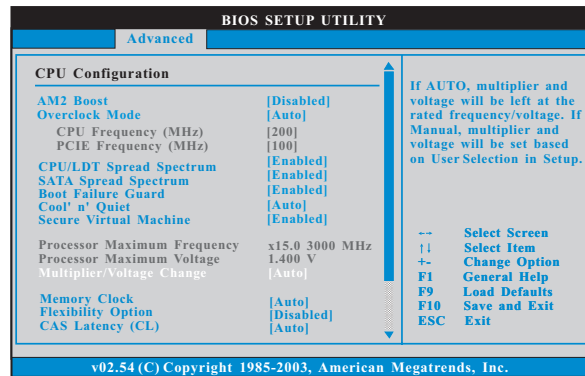 BIOS SETUP UTILITY
Advanced
CPU Configuration
AM2 Boost [Disabled]
Overclock Mode [Auto]
CPU Frequency (MHz) [200]
PCIE Frequency (MHz) [100]
CPU/LDT Spread Spectrum [Enabled]
SATA Spread Spectrum [Enabled]
Boot Failure Guard [Enabled]
Cool' n' Quiet [Auto]
Secure Virtual Machine [Enabled]
Processor Maximum Frequency x15.0 3000 MHz
Processor Maximum Voltage 1.400 V
Multiplier/Voltage Change [Auto]
Memory Clock [Auto]
Flexibility Option [Disabled]
CAS Latency (CL) [Auto]
If AUTO, multiplier and
voltage will be left at the
rated frequency/voltage. If
Manual, multiplier and
voltage will be set based
on User Selection in Setup.
←→ Select Screen
↑↓ Select Item
+- Change Option
F1 General Help
F9 Load Defaults
F10 Save and Exit
ESC Exit
v02.54 (C) Copyright 1985-2003, American Megatrends, Inc.